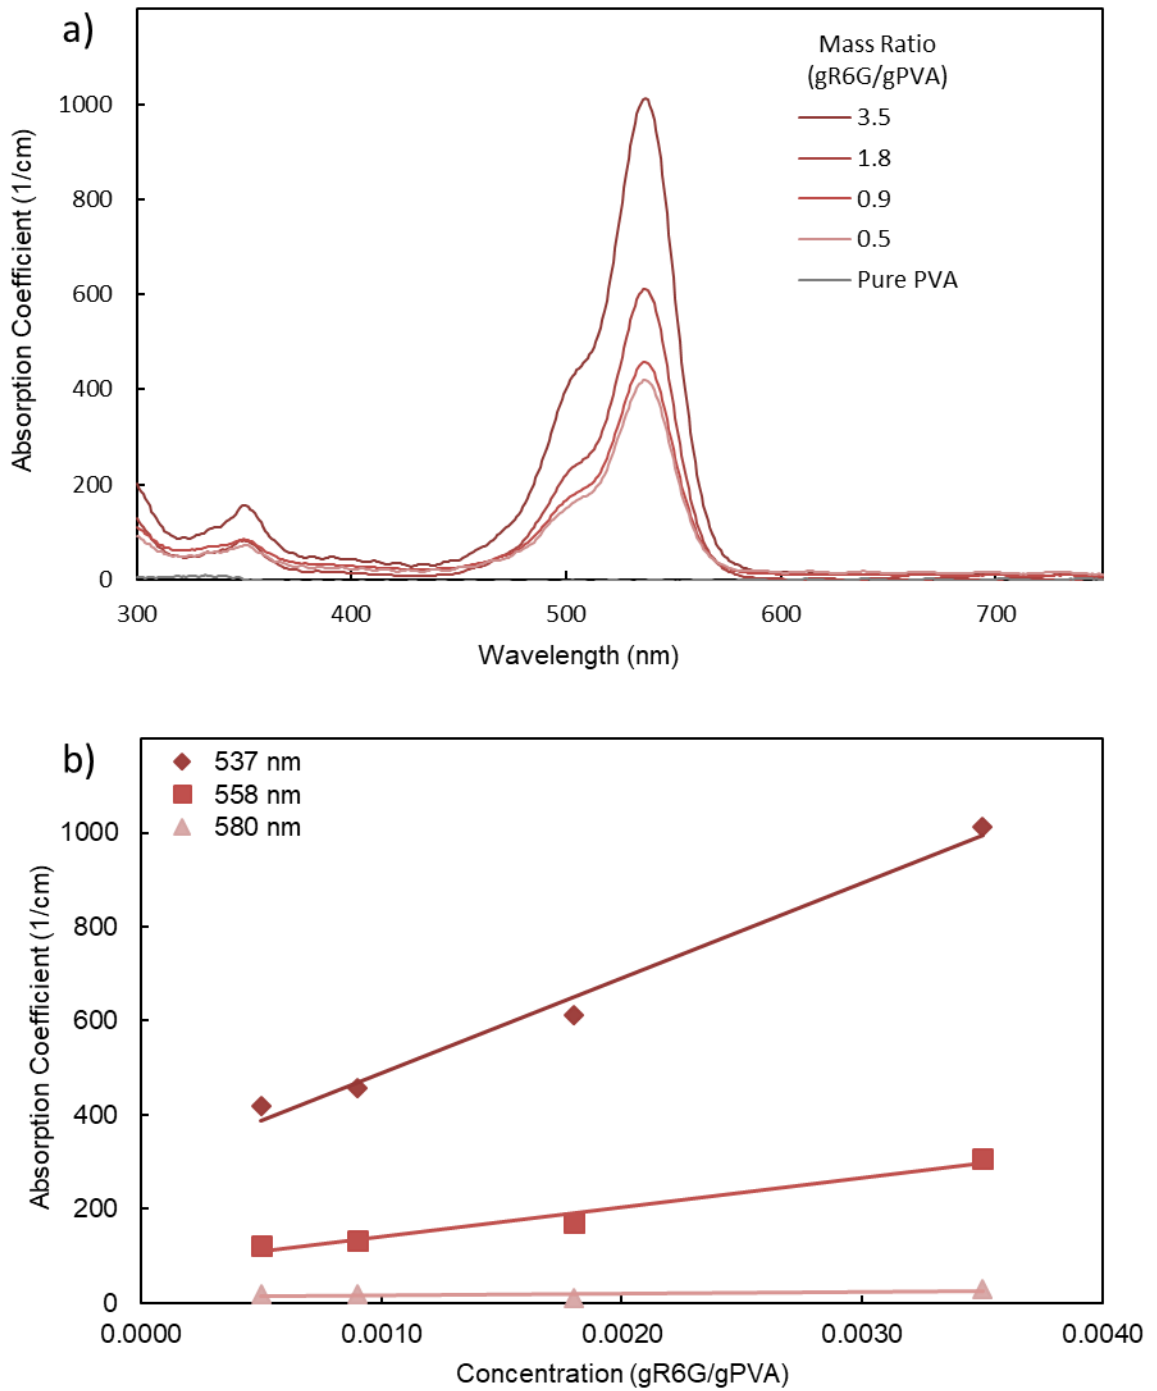 a)
Mass Ratio
(gR6G/gPVA)
3.5
1.8
0.9
0.5
Pure PVA
Absorption Coefficient (1/cm)
1000
800
600
400
200
0
300 400 500 600 700
Wavelength (nm)
b)
537 nm
558 nm
580 nm
Absorption Coefficient (1/cm)
1000
800
600
400
200
0
0.0000 0.0010 0.0020 0.0030 0.0040
Concentration (gR6G/gPVA)